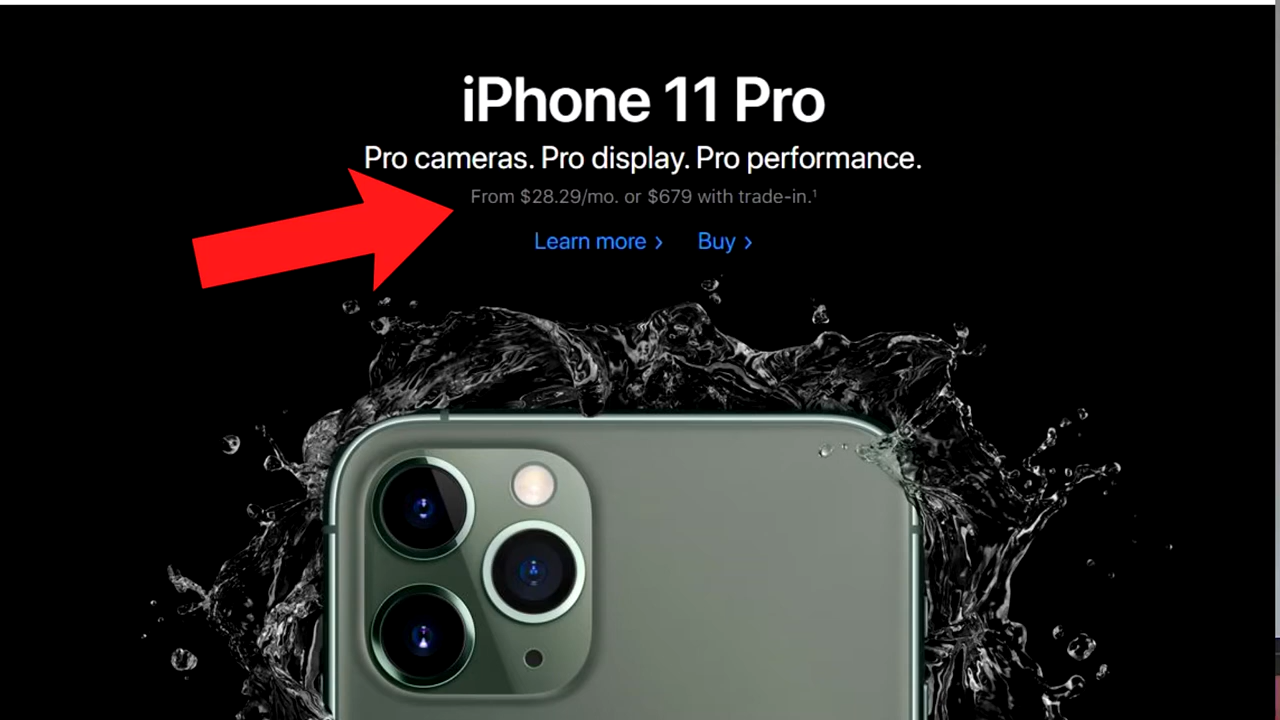 iPhone 11 Pro
Pro cameras. Pro display. Pro performance.
From $28.29/mo. or $679 with trade-in.¹
Learn more > Buy >